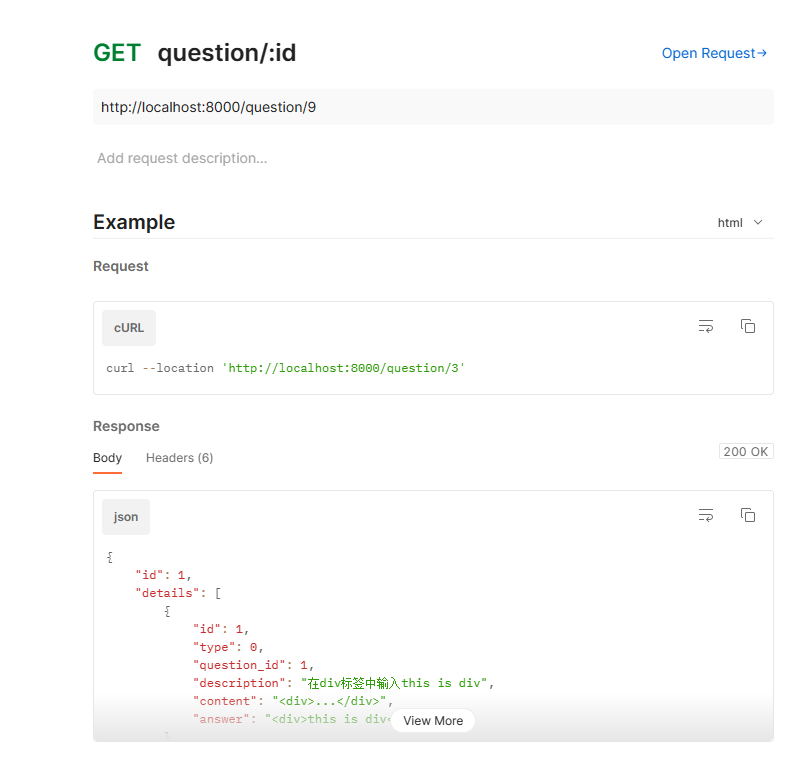 GET question/:id
Open Request→
http://localhost:8000/question/9
Add request description...
Example
html
Request
cURL
curl --location 'http://localhost:8000/question/3'
Response
Body Headers (6)
200 OK
json
{
    "id": 1,
    "details": [
        {
            "id": 1,
            "type": 0,
            "question_id": 1,
            "description": "在div标签中输入this is div",
            "content": "<div>...</div>",
            "answer": "<div>this is div<
View More